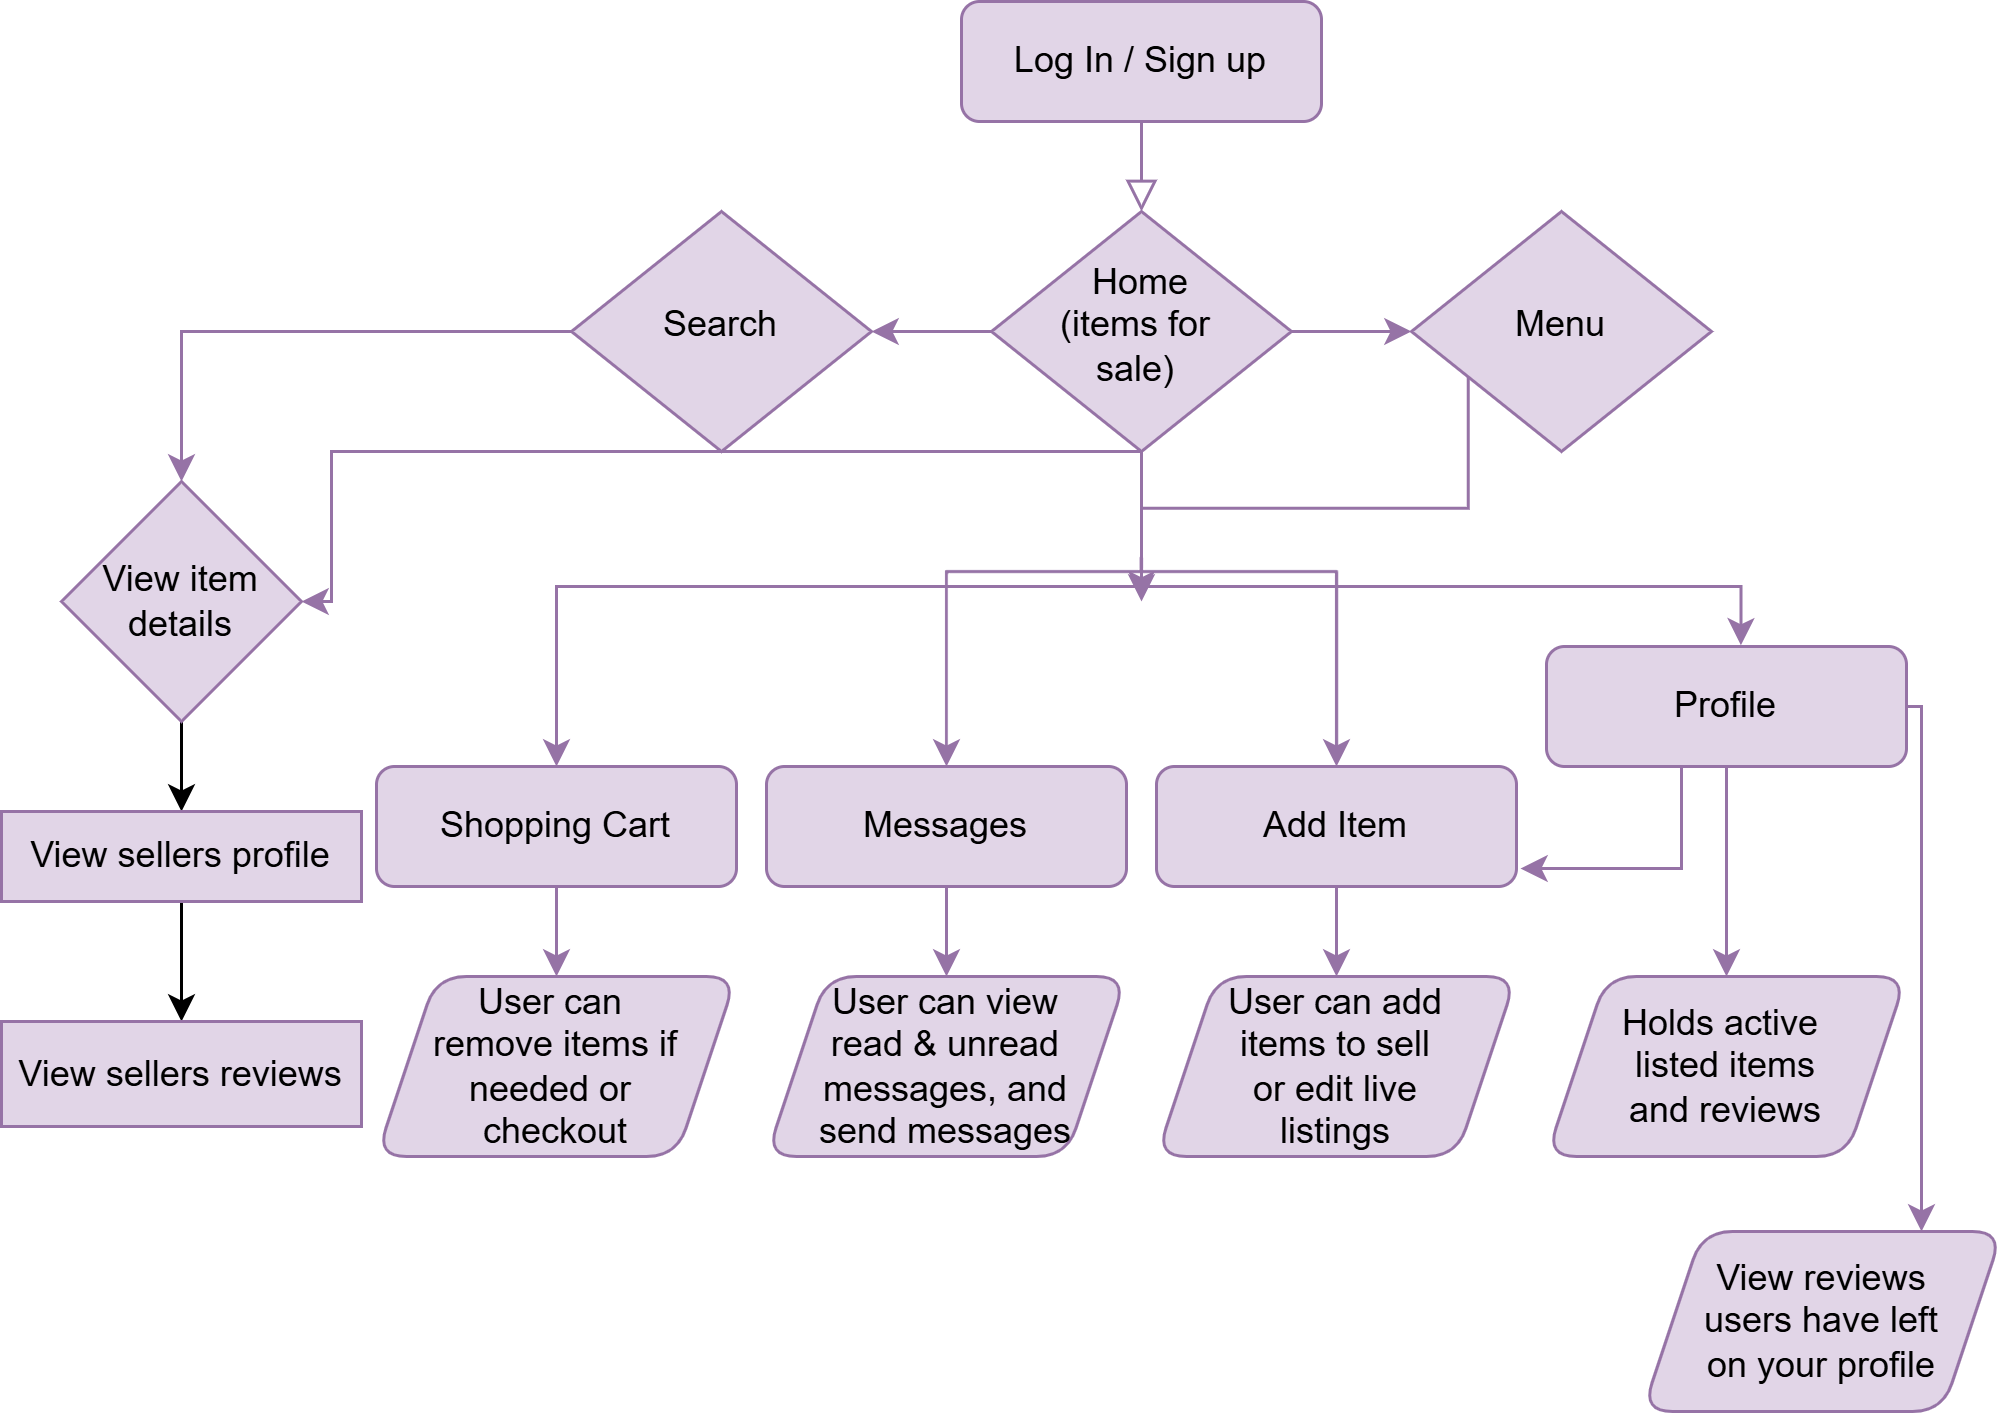 Log In / Sign up
Search
Home
(items for
sale)
Menu
View item
details
Profile
View sellers profile
Shopping Cart
Messages
Add Item
View sellers reviews
User can
remove items if
needed or
checkout
User can view
read & unread
messages, and
send messages
User can add
items to sell
or edit live
listings
Holds active
listed items
and reviews
View reviews
users have left
on your profile